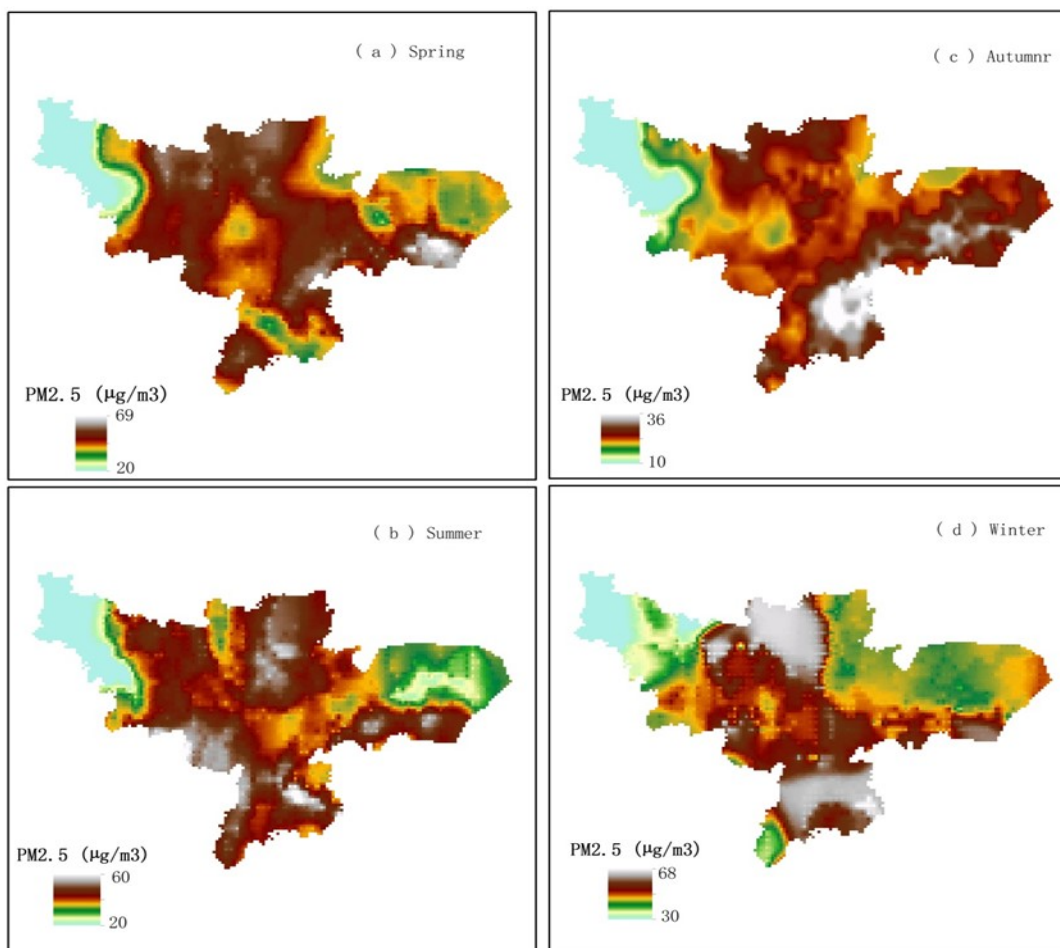 ( a ) Spring
PM2.5 (μg/m3)
69
20
( c ) Autumnr
PM2.5 (μg/m3)
36
10
( b ) Summer
PM2.5 (μg/m3)
60
20
( d ) Winter
PM2.5 (μg/m3)
68
30